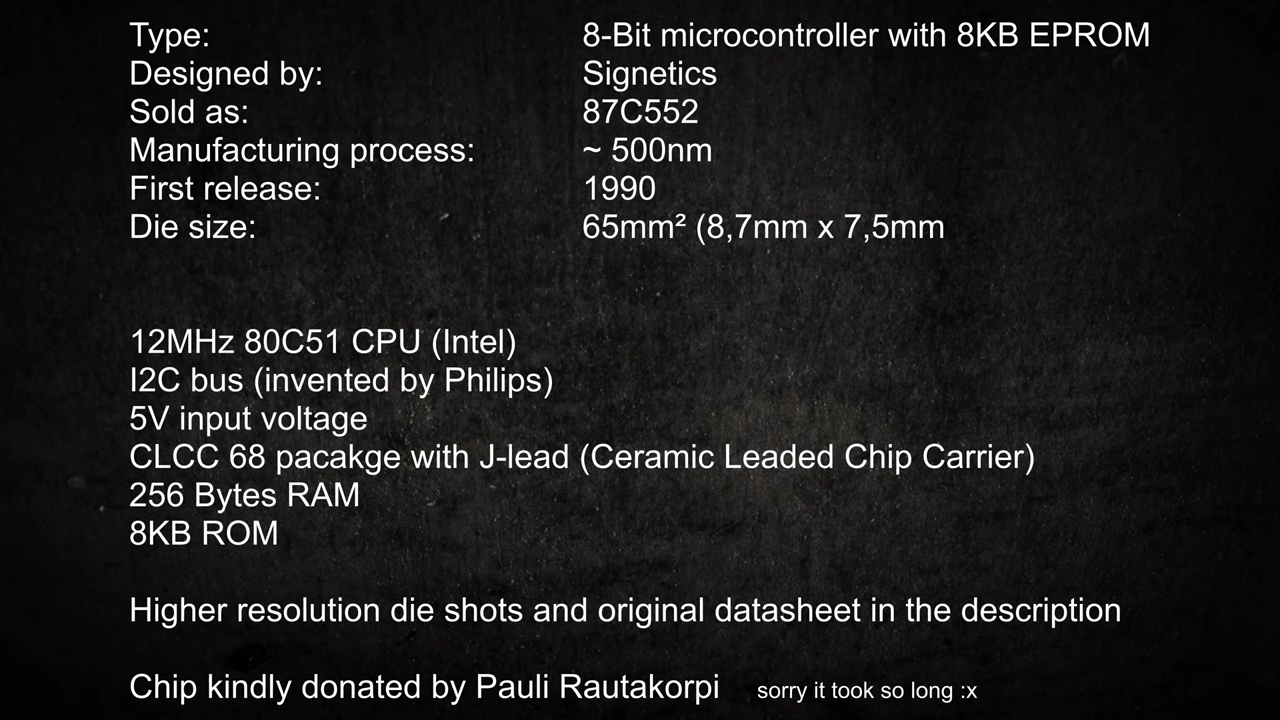 Type: 8-Bit microcontroller with 8KB EPROM
Designed by: Signetics
Sold as: 87C552
Manufacturing process: ~ 500nm
First release: 1990
Die size: 65mm² (8,7mm x 7,5mm
12MHz 80C51 CPU (Intel)
I2C bus (invented by Philips)
5V input voltage
CLCC 68 pacakge with J-lead (Ceramic Leaded Chip Carrier)
256 Bytes RAM
8KB ROM
Higher resolution die shots and original datasheet in the description
Chip kindly donated by Pauli Rautakorpi sorry it took so long :x